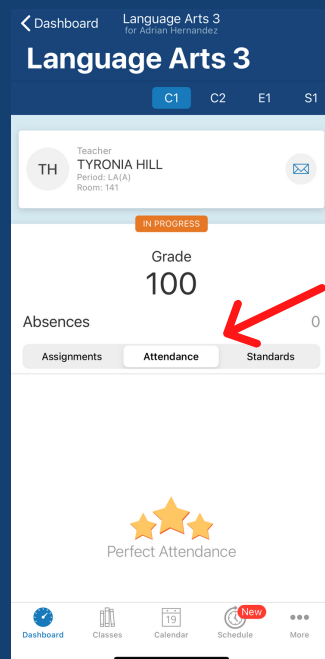 Dashboard
Language Arts 3
for Adrian Hernandez
Language Arts 3
C1 C2 E1 S1
TH
Teacher
TYRONIA HILL
Period: LA(A)
Room: 141
IN PROGRESS
Grade
100
Absences 0
Assignments Attendance Standards
Perfect Attendance
19
New
Dashboard Classes Calendar Schedule More